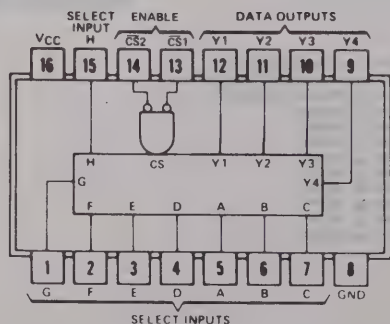 SELECT INPUT ENABLE DATA OUTPUTS
VCC H CS2 CS1 Y1 Y2 Y3 Y4
16 15 14 13 12 11 10 9
H CS Y1 Y2 Y3
G Y4
F E D A B C
1 2 3 4 5 6 7 8
G F E D A B C GND
SELECT INPUTS